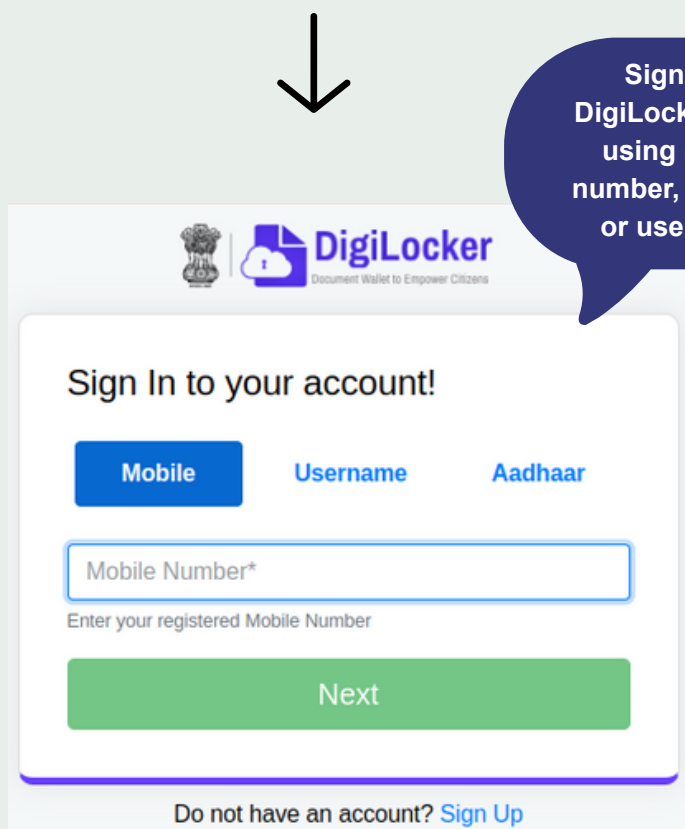 Sign
DigiLock
using
number,
or use
DigiLocker
Document Wallet to Empower Citizens
Sign In to your account!
Mobile Username Aadhaar
Mobile Number*
Enter your registered Mobile Number
Next
Do not have an account? Sign Up